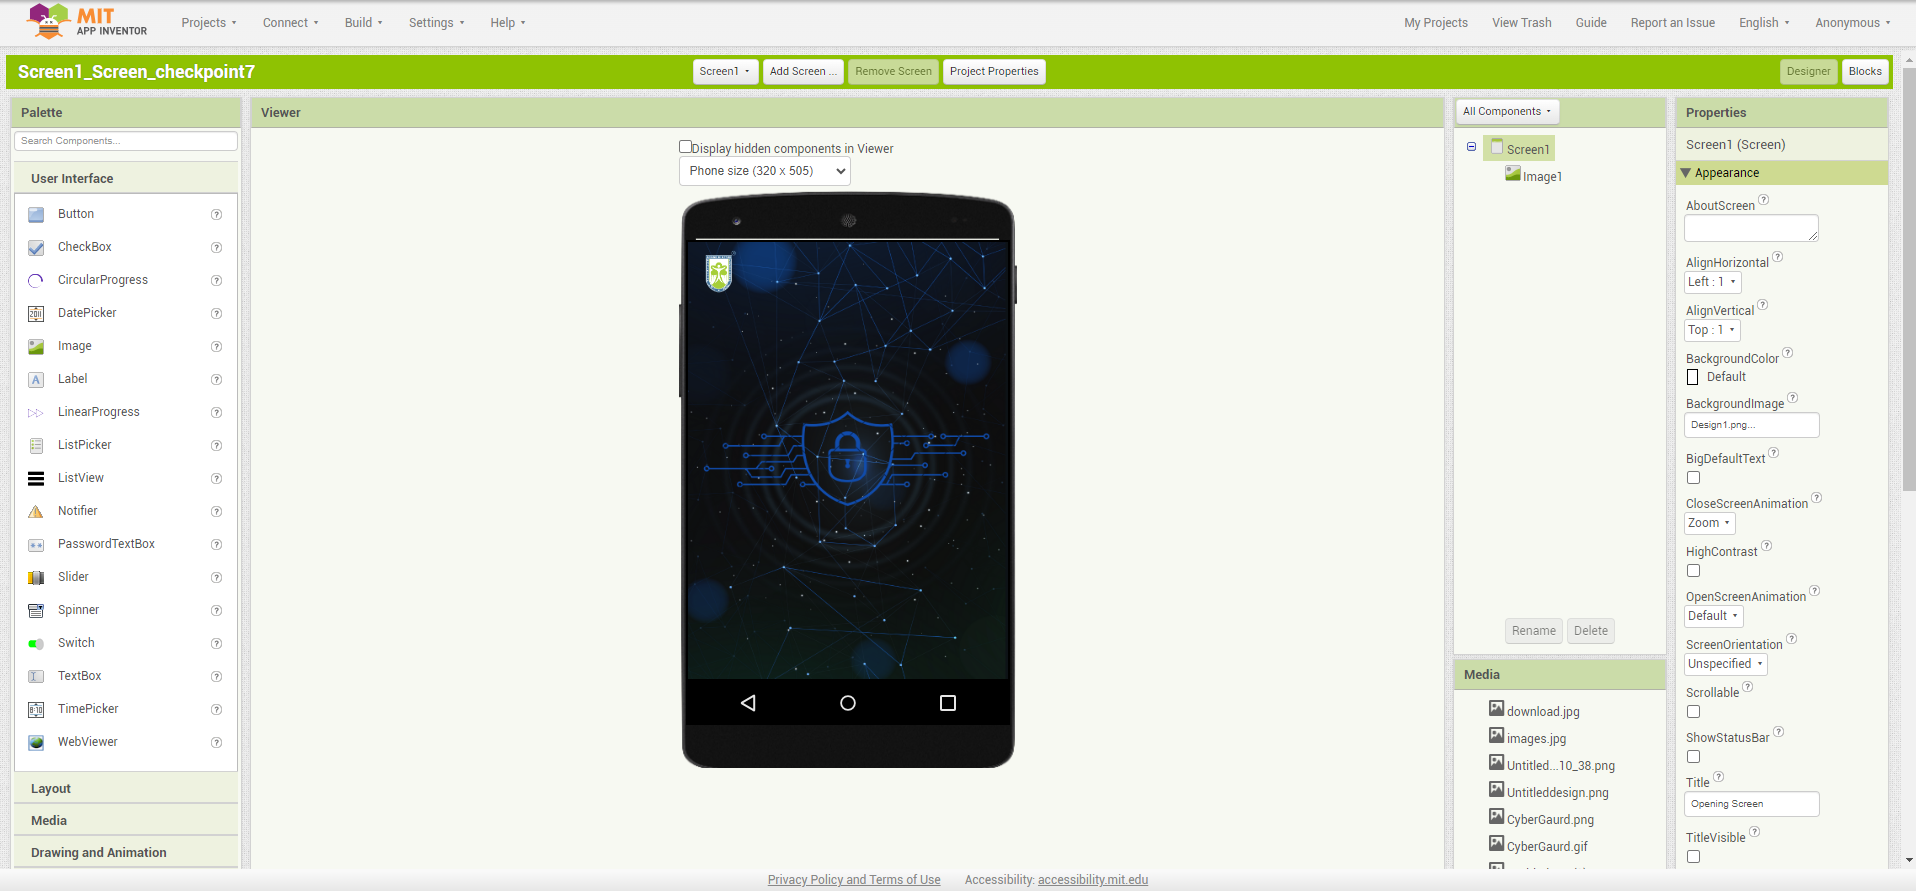 MIT
APP INVENTOR
Projects
Connect
Build
Settings
Help
My Projects
View Trash
Guide
Report an Issue
English
Anonymous
Screen1_Screen_checkpoint7
Screen1
Add Screen ...
Remove Screen
Project Properties
Designer
Blocks
Palette
Search Components...
User Interface
Button
CheckBox
CircularProgress
DatePicker
Image
Label
LinearProgress
ListPicker
ListView
Notifier
PasswordTextBox
Slider
Spinner
Switch
TextBox
TimePicker
WebViewer
Layout
Media
Drawing and Animation
Viewer
Display hidden components in Viewer
Phone size (320 x 505)
All Components
Screen1
Image1
Rename
Delete
Media
download.jpg
images.jpg
Untitled...10_38.png
Untitleddesign.png
CyberGaurd.png
CyberGaurd.gif
Properties
Screen1 (Screen)
Appearance
AboutScreen
AlignHorizontal
Left : 1
AlignVertical
Top : 1
BackgroundColor
Default
BackgroundImage
Design1.png...
BigDefaultText
CloseScreenAnimation
Zoom
HighContrast
OpenScreenAnimation
Default
ScreenOrientation
Unspecified
Scrollable
ShowStatusBar
Title
Opening Screen
TitleVisible
Privacy Policy and Terms of Use
Accessibility: accessibility.mit.edu